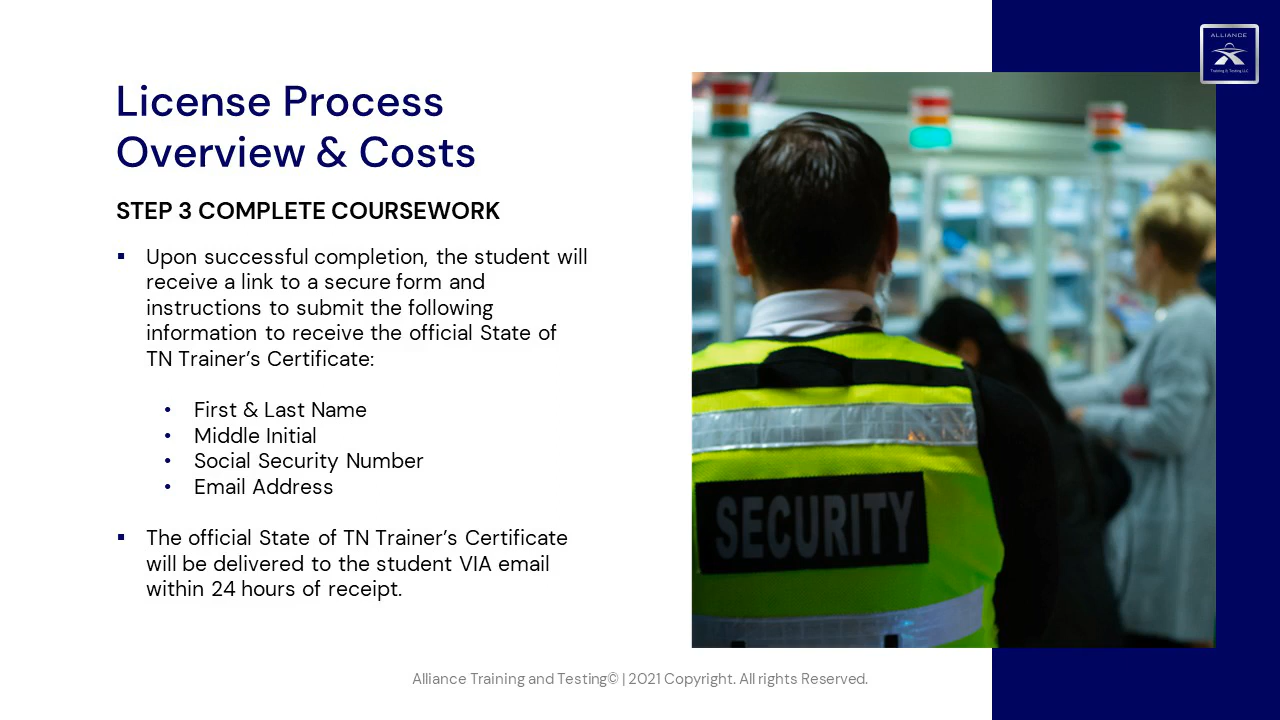 ALLIANCE
Training & Testing LLC
License Process
Overview & Costs
STEP 3 COMPLETE COURSEWORK
▪ Upon successful completion, the student will
receive a link to a secure form and
instructions to submit the following
information to receive the official State of
TN Trainer’s Certificate:
• First & Last Name
• Middle Initial
• Social Security Number
• Email Address
▪ The official State of TN Trainer’s Certificate
will be delivered to the student VIA email
within 24 hours of receipt.
SECURITY
Alliance Training and Testing© | 2021 Copyright. All rights Reserved.